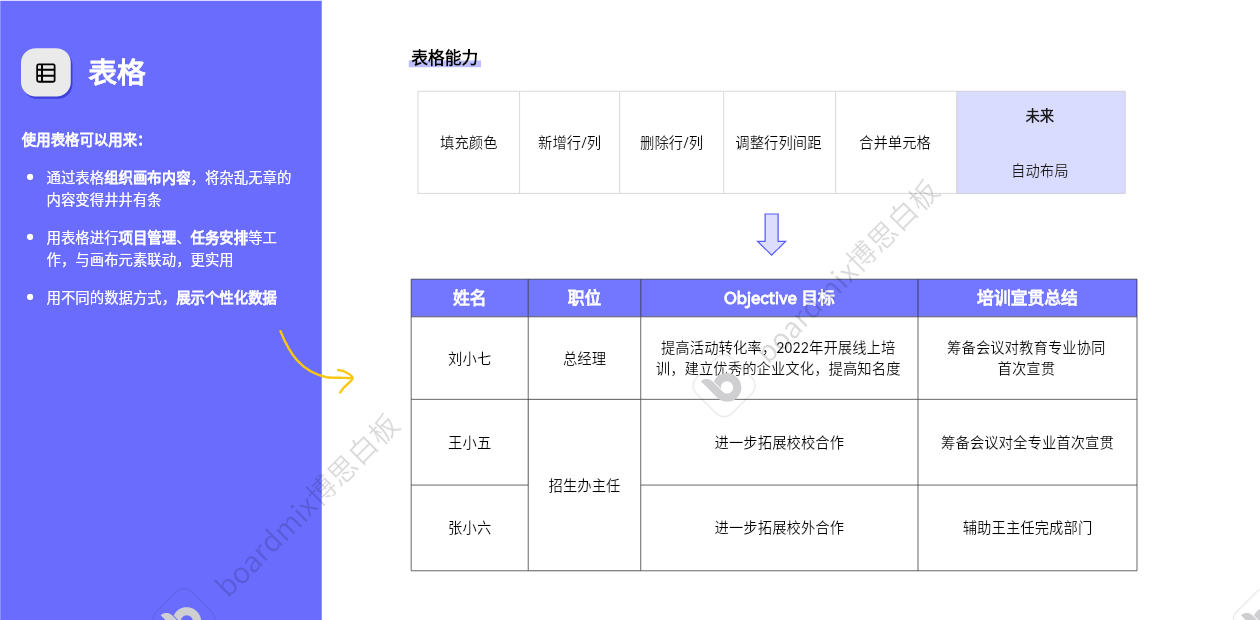 表格
使用表格可以用来：
通过表格组织画布内容，将杂乱无章的
内容变得井井有条
用表格进行项目管理、任务安排等工
作，与画布元素联动，更实用
用不同的数据方式，展示个性化数据
表格能力
填充颜色
新增行/列
删除行/列
调整行列间距
合并单元格
未来
自动布局
姓名
职位
Objective 目标
培训宣贯总结
刘小七
总经理
提高活动转化率，2022年开展线上培
训，建立优秀的企业文化，提高知名度
筹备会议对教育专业协同
首次宣贯
王小五
招生办主任
进一步拓展校校合作
筹备会议对全专业首次宣贯
张小六
进一步拓展校外合作
辅助王主任完成部门
boardmix博思白板
boardmix博思白板